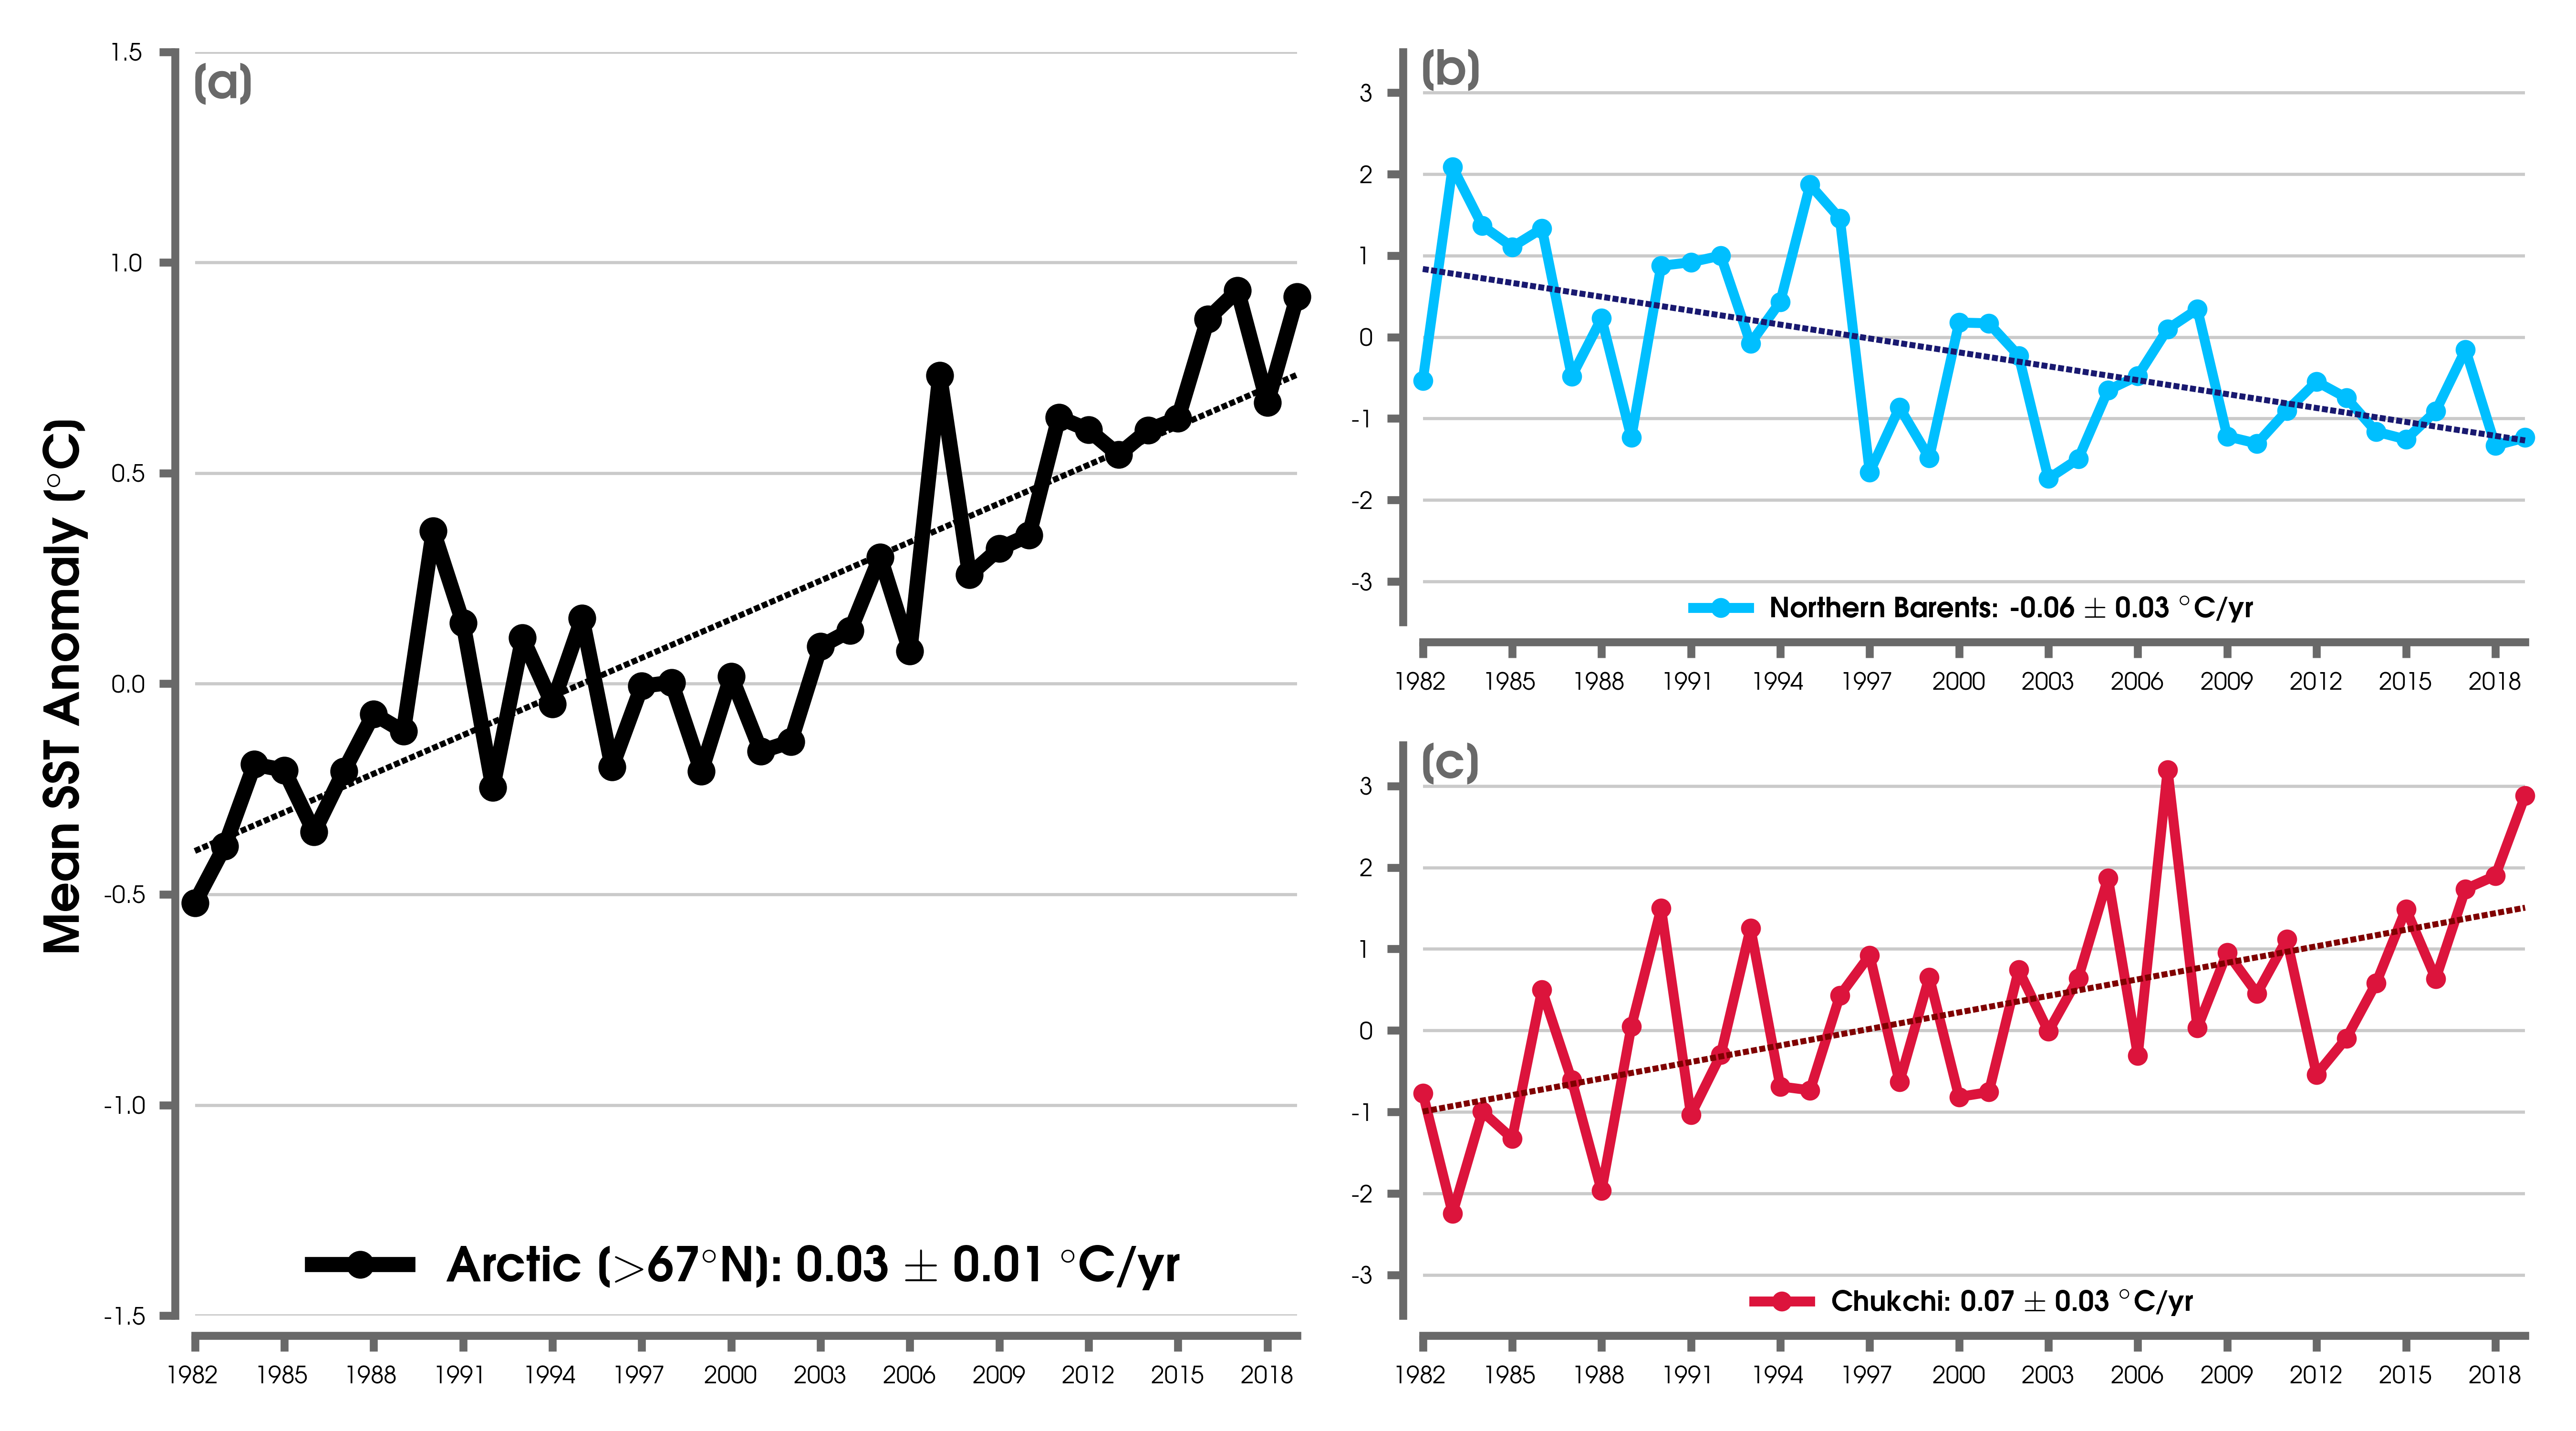 Mean SST Anomaly (°C)
(a)
1.5
1.0
0.5
0.0
-0.5
-1.0
-1.5
Arctic (>67°N): 0.03 ± 0.01 °C/yr
1982 1985 1988 1991 1994 1997 2000 2003 2006 2009 2012 2015 2018
(b)
3
2
1
0
-1
-2
-3
Northern Barents: -0.06 ± 0.03 °C/yr
1982 1985 1988 1991 1994 1997 2000 2003 2006 2009 2012 2015 2018
(c)
3
2
1
0
-1
-2
-3
Chukchi: 0.07 ± 0.03 °C/yr
1982 1985 1988 1991 1994 1997 2000 2003 2006 2009 2012 2015 2018